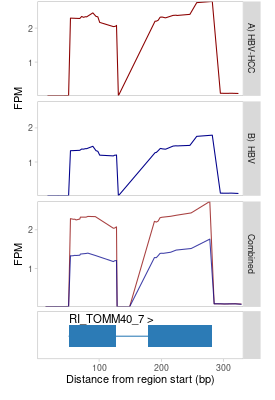 2
1
FPM
A) HBV-HCC
2
1
B) HBV
2
1
FPM
Combined
RI_TOMM40_7 >
100 200 300
Distance from region start (bp)